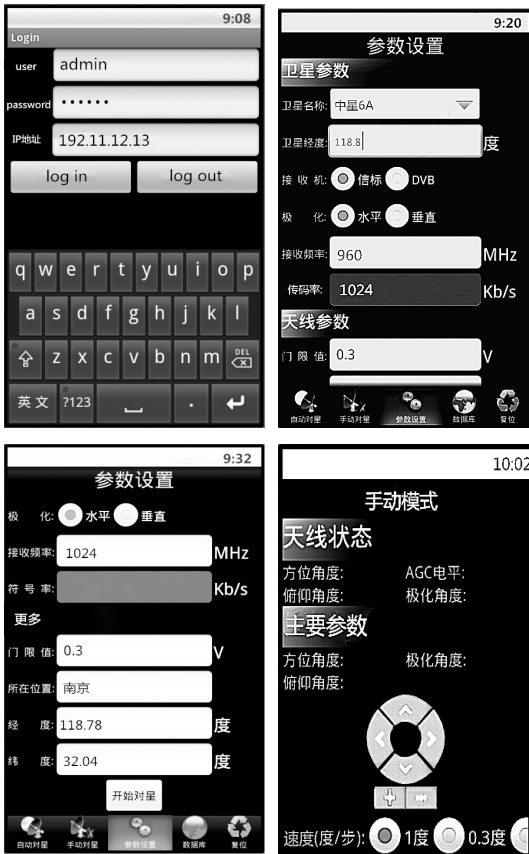 9:08
Login
user
admin
password
••••••
IP地址
192.11.12.13
log in
log out
q w e r t y u i o p
a s d f g h j k l
z x c v b n m DEL
英文 ?123 .
9:20
参数设置
卫星参数
卫星名称: 中星6A
卫星经度: 118.8 度
接 收 机: 信标 DVB
极 化: 水平 垂直
接收频率: 960 MHz
传码率: 1024 Kb/s
天线参数
门 限 值: 0.3 V
自动对星 手动对星 参数设置 数据库 复位
9:32
参数设置
极 化: 水平 垂直
接收频率: 1024 MHz
符 号 率: Kb/s
更多
门 限 值: 0.3 V
所在位置: 南京
经 度: 118.78 度
纬 度: 32.04 度
开始对星
自动对星 手动对星 参数设置 数据库 复位
10:02
手动模式
天线状态
方位角度: AGC电平:
俯仰角度: 极化角度:
主要参数
方位角度: 极化角度:
俯仰角度:
速度(度/步): 1度 0.3度